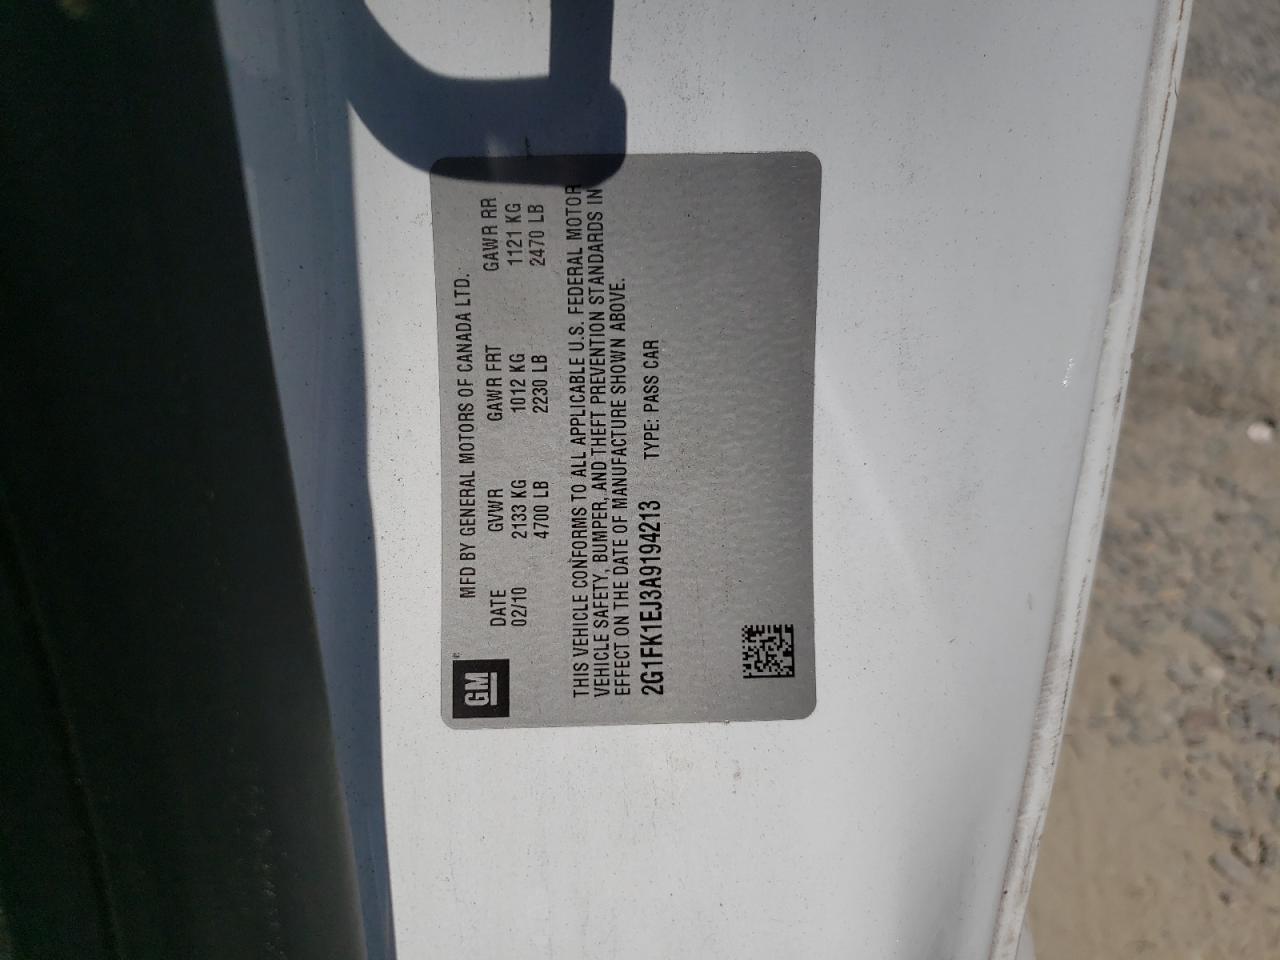 GM
MFD BY GENERAL MOTORS OF CANADA LTD.
DATE GVWR GAWR FRT GAWR RR
02/10 2133 KG 1012 KG 1121 KG
4700 LB 2230 LB 2470 LB
THIS VEHICLE CONFORMS TO ALL APPLICABLE U.S. FEDERAL MOTOR
VEHICLE SAFETY, BUMPER, AND THEFT PREVENTION STANDARDS IN
EFFECT ON THE DATE OF MANUFACTURE SHOWN ABOVE.
2G1FK1EJ3A9194213 TYPE: PASS CAR